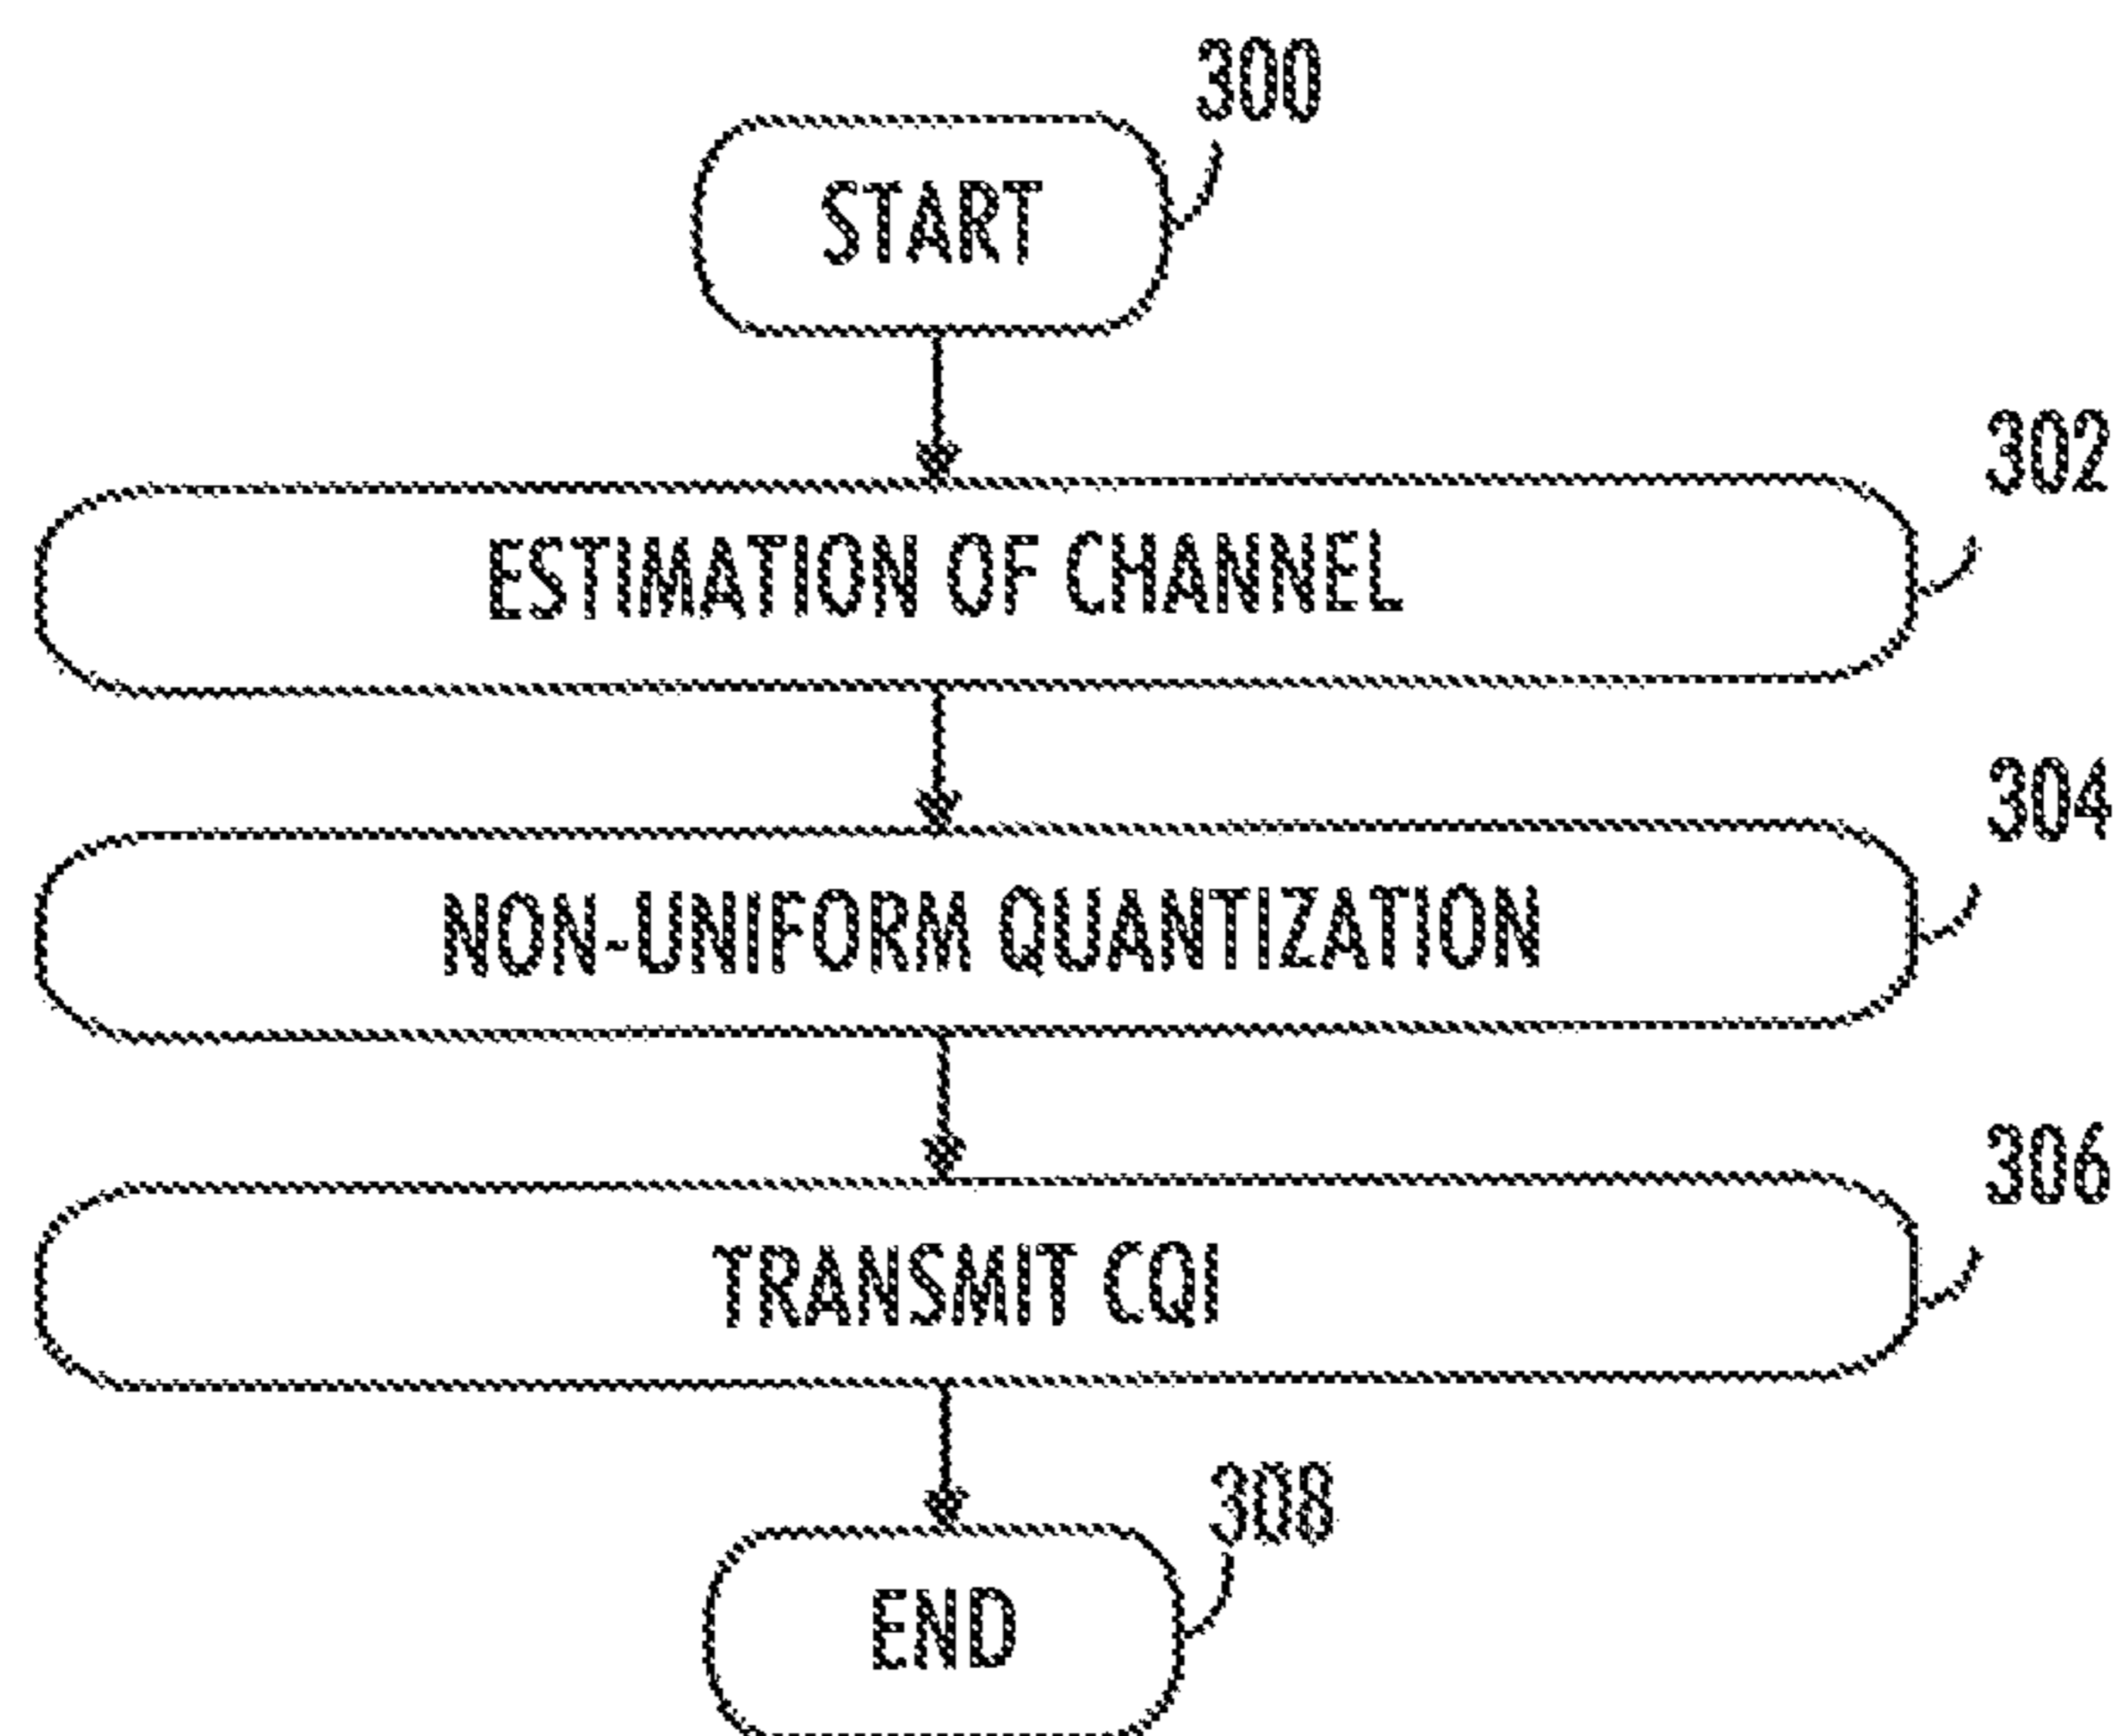 300
START
302
ESTIMATION OF CHANNEL
304
NON-UNIFORM QUANTIZATION
306
TRANSMIT CQI
308
END